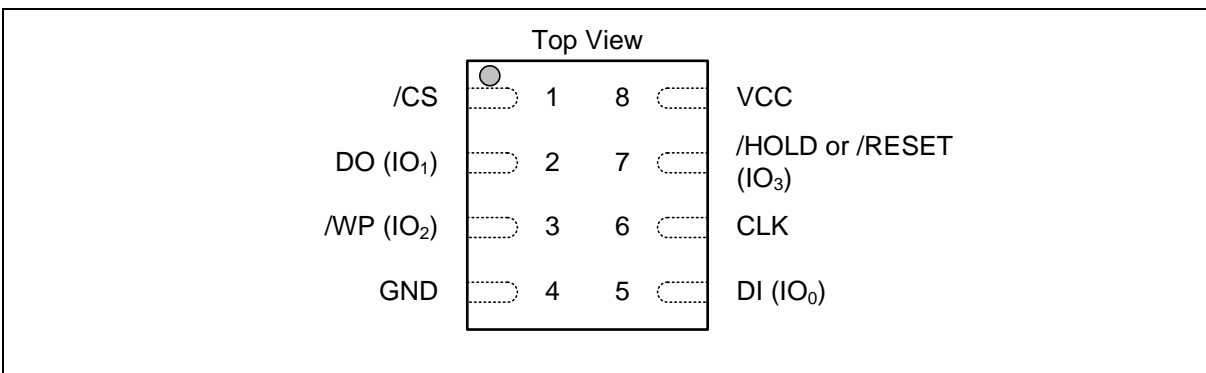 Top View
/CS 1 8 VCC
DO (IO₁) 2 7 /HOLD or /RESET
(IO₃)
/WP (IO₂) 3 6 CLK
GND 4 5 DI (IO₀)